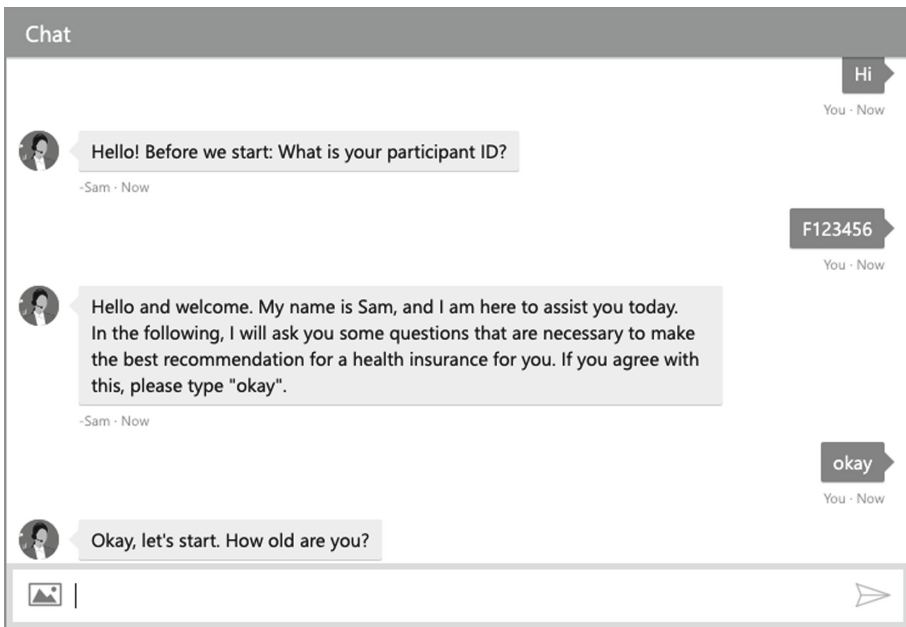 Chat
Hi
You · Now
Hello! Before we start: What is your participant ID?
-Sam · Now
F123456
You · Now
Hello and welcome. My name is Sam, and I am here to assist you today.
In the following, I will ask you some questions that are necessary to make
the best recommendation for a health insurance for you. If you agree with
this, please type "okay".
-Sam · Now
okay
You · Now
Okay, let's start. How old are you?